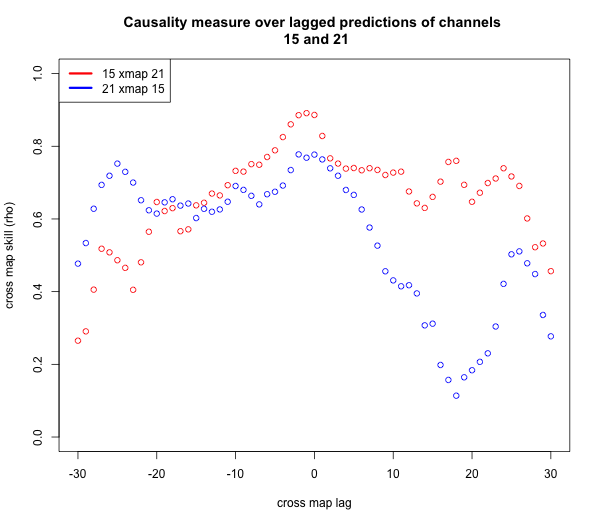 Causality measure over lagged predictions of channels
15 and 21
15 xmap 21
21 xmap 15
1.0
0.8
0.6
0.4
0.2
0.0
cross map skill (rho)
-30
-20
-10
0
10
20
30
cross map lag